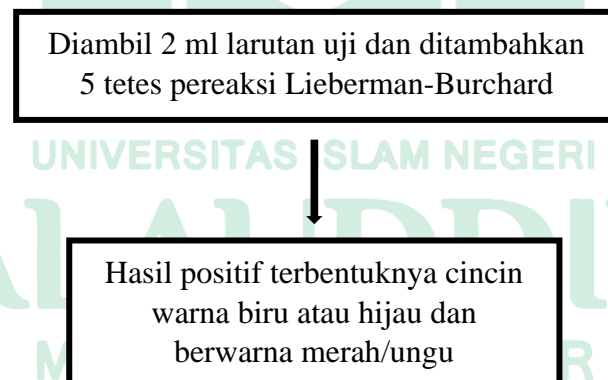 Diambil 2 ml larutan uji dan ditambahkan
5 tetes pereaksi Lieberman-Burchard
UNIVERSITAS ISLAM NEGERI
ALAUDDI
Hasil positif terbentuknya cincin
warna biru atau hijau dan
berwarna merah/ungu
M R